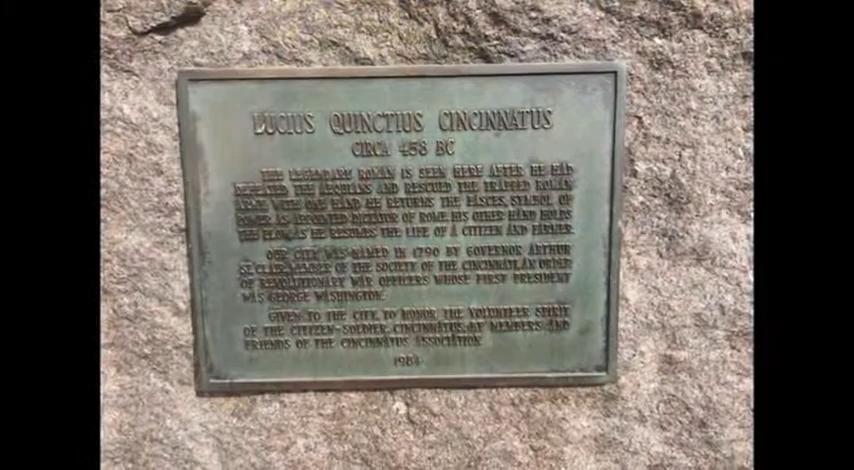 LUCIUS QUINCTIUS CINCINNATUS
CIRCA 458 BC
THE LEGENDARY ROMAN IS SEEN HERE AFTER HE HAD
DEFEATED THE AEQUIANS AND RESCUED THE TRAPPED ROMAN
ARMY. WITH ONE HAND HE RETURNS THE FASCES, SYMBOL OF
POWER AS APPOINTED DICTATOR OF ROME. HIS OTHER HAND HOLDS
THE PLOW, AS HE RESUMES THE LIFE OF A CITIZEN AND FARMER.
OUR CITY WAS NAMED IN 1790 BY GOVERNOR ARTHUR
ST. CLAIR, MEMBER OF THE SOCIETY OF THE CINCINNATI, AN ORDER
OF REVOLUTIONARY WAR OFFICERS WHOSE FIRST PRESIDENT
WAS GEORGE WASHINGTON.
GIVEN TO THE CITY, TO HONOR THE VOLUNTEER SPIRIT
OF THE CITIZEN-SOLDIER, CINCINNATUS, BY MEMBERS AND
FRIENDS OF THE CINCINNATUS ASSOCIATION.
1984